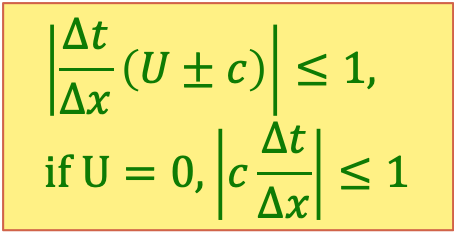 |Δt/Δx (U ± c)| ≤ 1,
if U = 0, |c Δt/Δx| ≤ 1